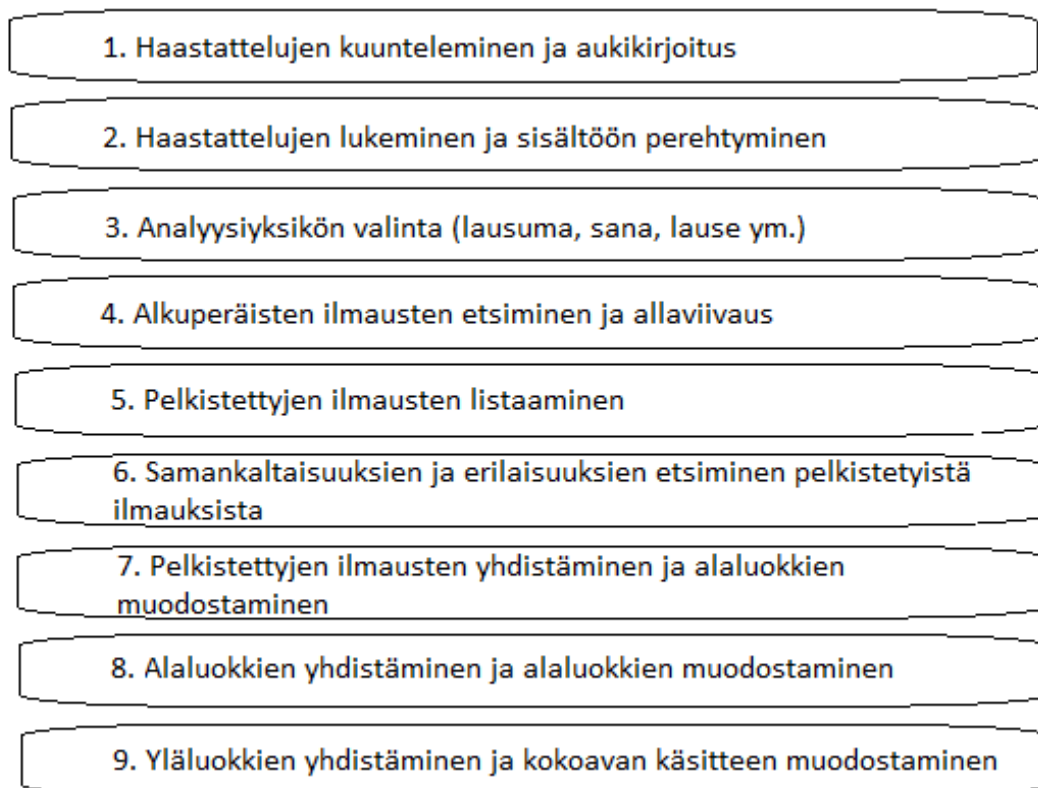 1. Haastattelujen kuunteleminen ja aukikirjoitus
2. Haastattelujen lukeminen ja sisältöön perehtyminen
3. Analyysiyksikön valinta (lausuma, sana, lause ym.)
4. Alkuperäisten ilmausten etsiminen ja allaviivaus
5. Pelkistettyjen ilmausten listaaminen
6. Samankaltaisuuksien ja erilaisuuksien etsiminen pelkistetyistä
ilmauksista
7. Pelkistettyjen ilmausten yhdistäminen ja alaluokkien
muodostaminen
8. Alaluokkien yhdistäminen ja alaluokkien muodostaminen
9. Yläluokkien yhdistäminen ja kokoavan käsitteen muodostaminen